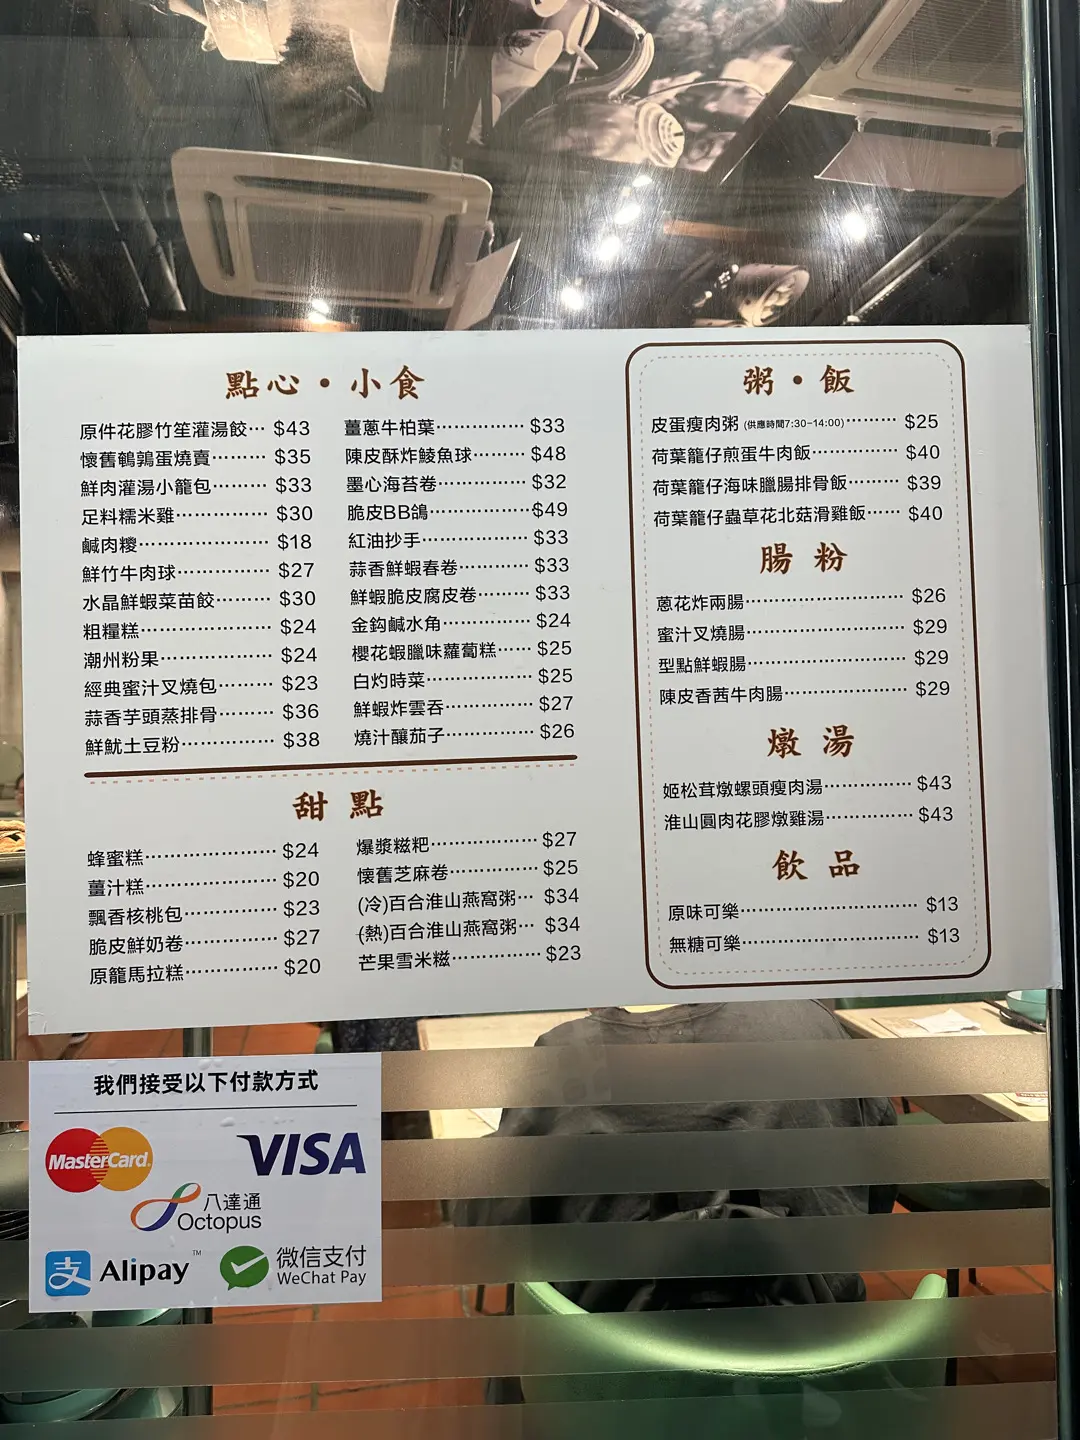 點心・小食
原件花膠竹笙灌湯餃… $43
懷舊鵪鶉蛋燒賣……… $35
鮮肉灌湯小籠包……… $33
足料糯米雞…………… $30
鹹肉糉………………… $18
鮮竹牛肉球…………… $27
水晶鮮蝦菜苗餃……… $30
粗糧糕………………… $24
潮州粉果……………… $24
經典蜜汁叉燒包……… $23
蒜香芋頭蒸排骨……… $36
鮮魷土豆粉…………… $38
薑蔥牛柏葉…………… $33
陳皮酥炸鯪魚球……… $48
墨心海苔卷…………… $32
脆皮BB鴿……………… $49
紅油抄手……………… $33
蒜香鮮蝦春卷………… $33
鮮蝦脆皮腐皮卷……… $33
金鈎鹹水角…………… $24
櫻花蝦臘味蘿蔔糕…… $25
白灼時菜……………… $25
鮮蝦炸雲吞…………… $27
燒汁釀茄子…………… $26
甜點
蜂蜜糕………………… $24
薑汁糕………………… $20
飄香核桃包…………… $23
脆皮鮮奶卷…………… $27
原籠馬拉糕…………… $20
爆漿糍粑……………… $27
懷舊芝麻卷…………… $25
(冷)百合淮山燕窩粥… $34
(熱)百合淮山燕窩粥… $34
芒果雪米糍…………… $23
粥・飯
皮蛋瘦肉粥 (供應時間7:30-14:00)……… $25
荷葉籠仔煎蛋牛肉飯…………… $40
荷葉籠仔海味臘腸排骨飯……… $39
荷葉籠仔蟲草花北菇滑雞飯…… $40
腸粉
蔥花炸兩腸…………………… $26
蜜汁叉燒腸…………………… $29
型點鮮蝦腸…………………… $29
陳皮香茜牛肉腸……………… $29
燉湯
姬松茸燉螺頭瘦肉湯………… $43
淮山圓肉花膠燉雞湯………… $43
飲品
原味可樂……………………… $13
無糖可樂……………………… $13
我們接受以下付款方式
MasterCard
VISA
八達通
Octopus
支 Alipay™
微信支付
WeChat Pay